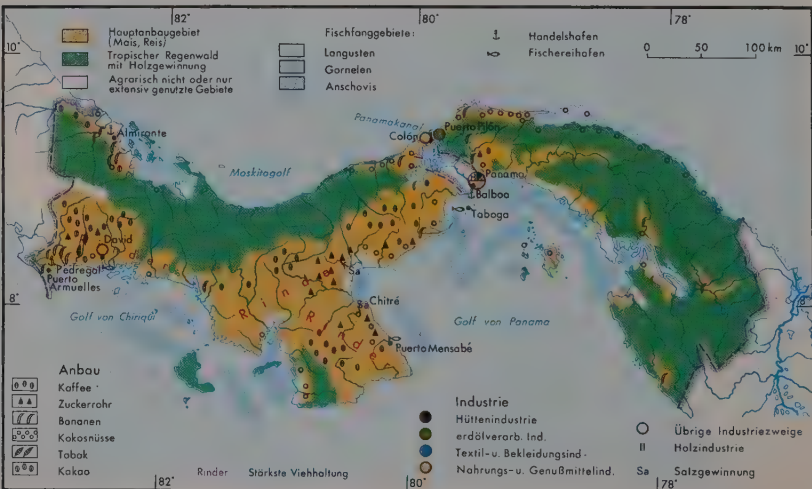 82
80
78
10°
10°
Hauptanbaugebiet
(Mais, Reis)
Tropischer Regenwald
mit Holzgewinnung
Agrarisch nicht oder nur
extensiv genutzte Gebiete
Fischfanggebiete:
Langusten
Garnelen
Anschovis
Handelshafen
Fischereihafen
0 50 100 km
Almirante
Moskitogolf
Panamakanal
Colón
Puerto Pilón
Panama
Balboa
Taboga
David
Pedregal
Puerto
Armuelles
Rinder
Rinder
Sa
Chitré
8°
8°
Golf von Chiriquí
Golf von Panama
Puerto Mensabé
Anbau
Kaffee
Zuckerrohr
Bananen
Kokosnüsse
Tabak
Kakao
Rinder Stärkste Viehhaltung
Industrie
Hüttenindustrie
erdölverarb. Ind.
Textil- u. Bekleidungsind.
Nahrungs- u. Genußmittelind.
Übrige Industriezweige
Holzindustrie
Sa Salzgewinnung
82
80
78